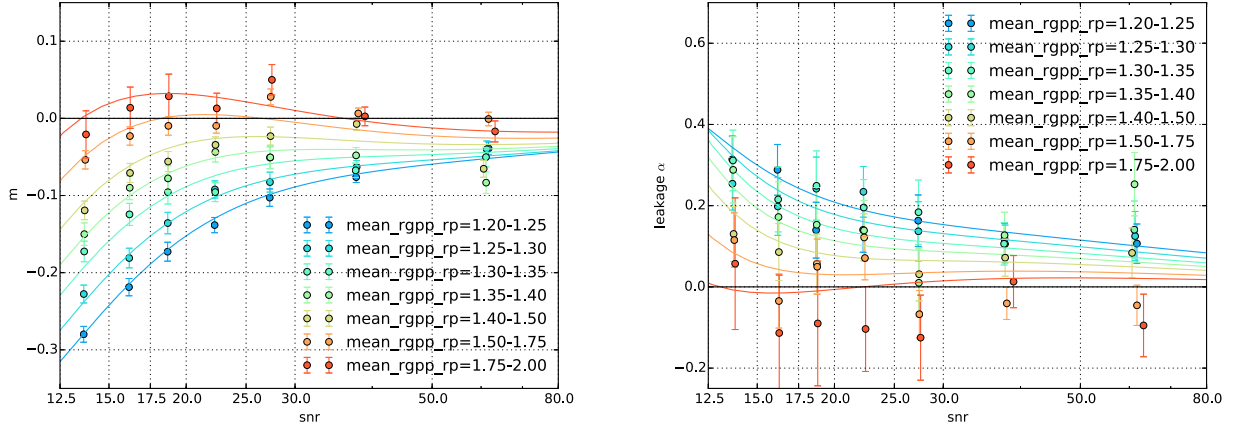 0.1
0.0
−0.1
−0.2
−0.3
m
12.5 15.0 17.5 20.0 30.0 50.0 80.0
snr
mean_rgpp_rp=1.20-1.25
mean_rgpp_rp=1.25-1.30
mean_rgpp_rp=1.30-1.35
mean_rgpp_rp=1.35-1.40
mean_rgpp_rp=1.40-1.50
mean_rgpp_rp=1.50-1.75
mean_rgpp_rp=1.75-2.00
0.6
0.4
0.2
0.0
−0.2
leakage α
12.5 15.0 17.5 20.0 30.0 50.0 80.0
snr
mean_rgpp_rp=1.20-1.25
mean_rgpp_rp=1.25-1.30
mean_rgpp_rp=1.30-1.35
mean_rgpp_rp=1.35-1.40
mean_rgpp_rp=1.40-1.50
mean_rgpp_rp=1.50-1.75
mean_rgpp_rp=1.75-2.00